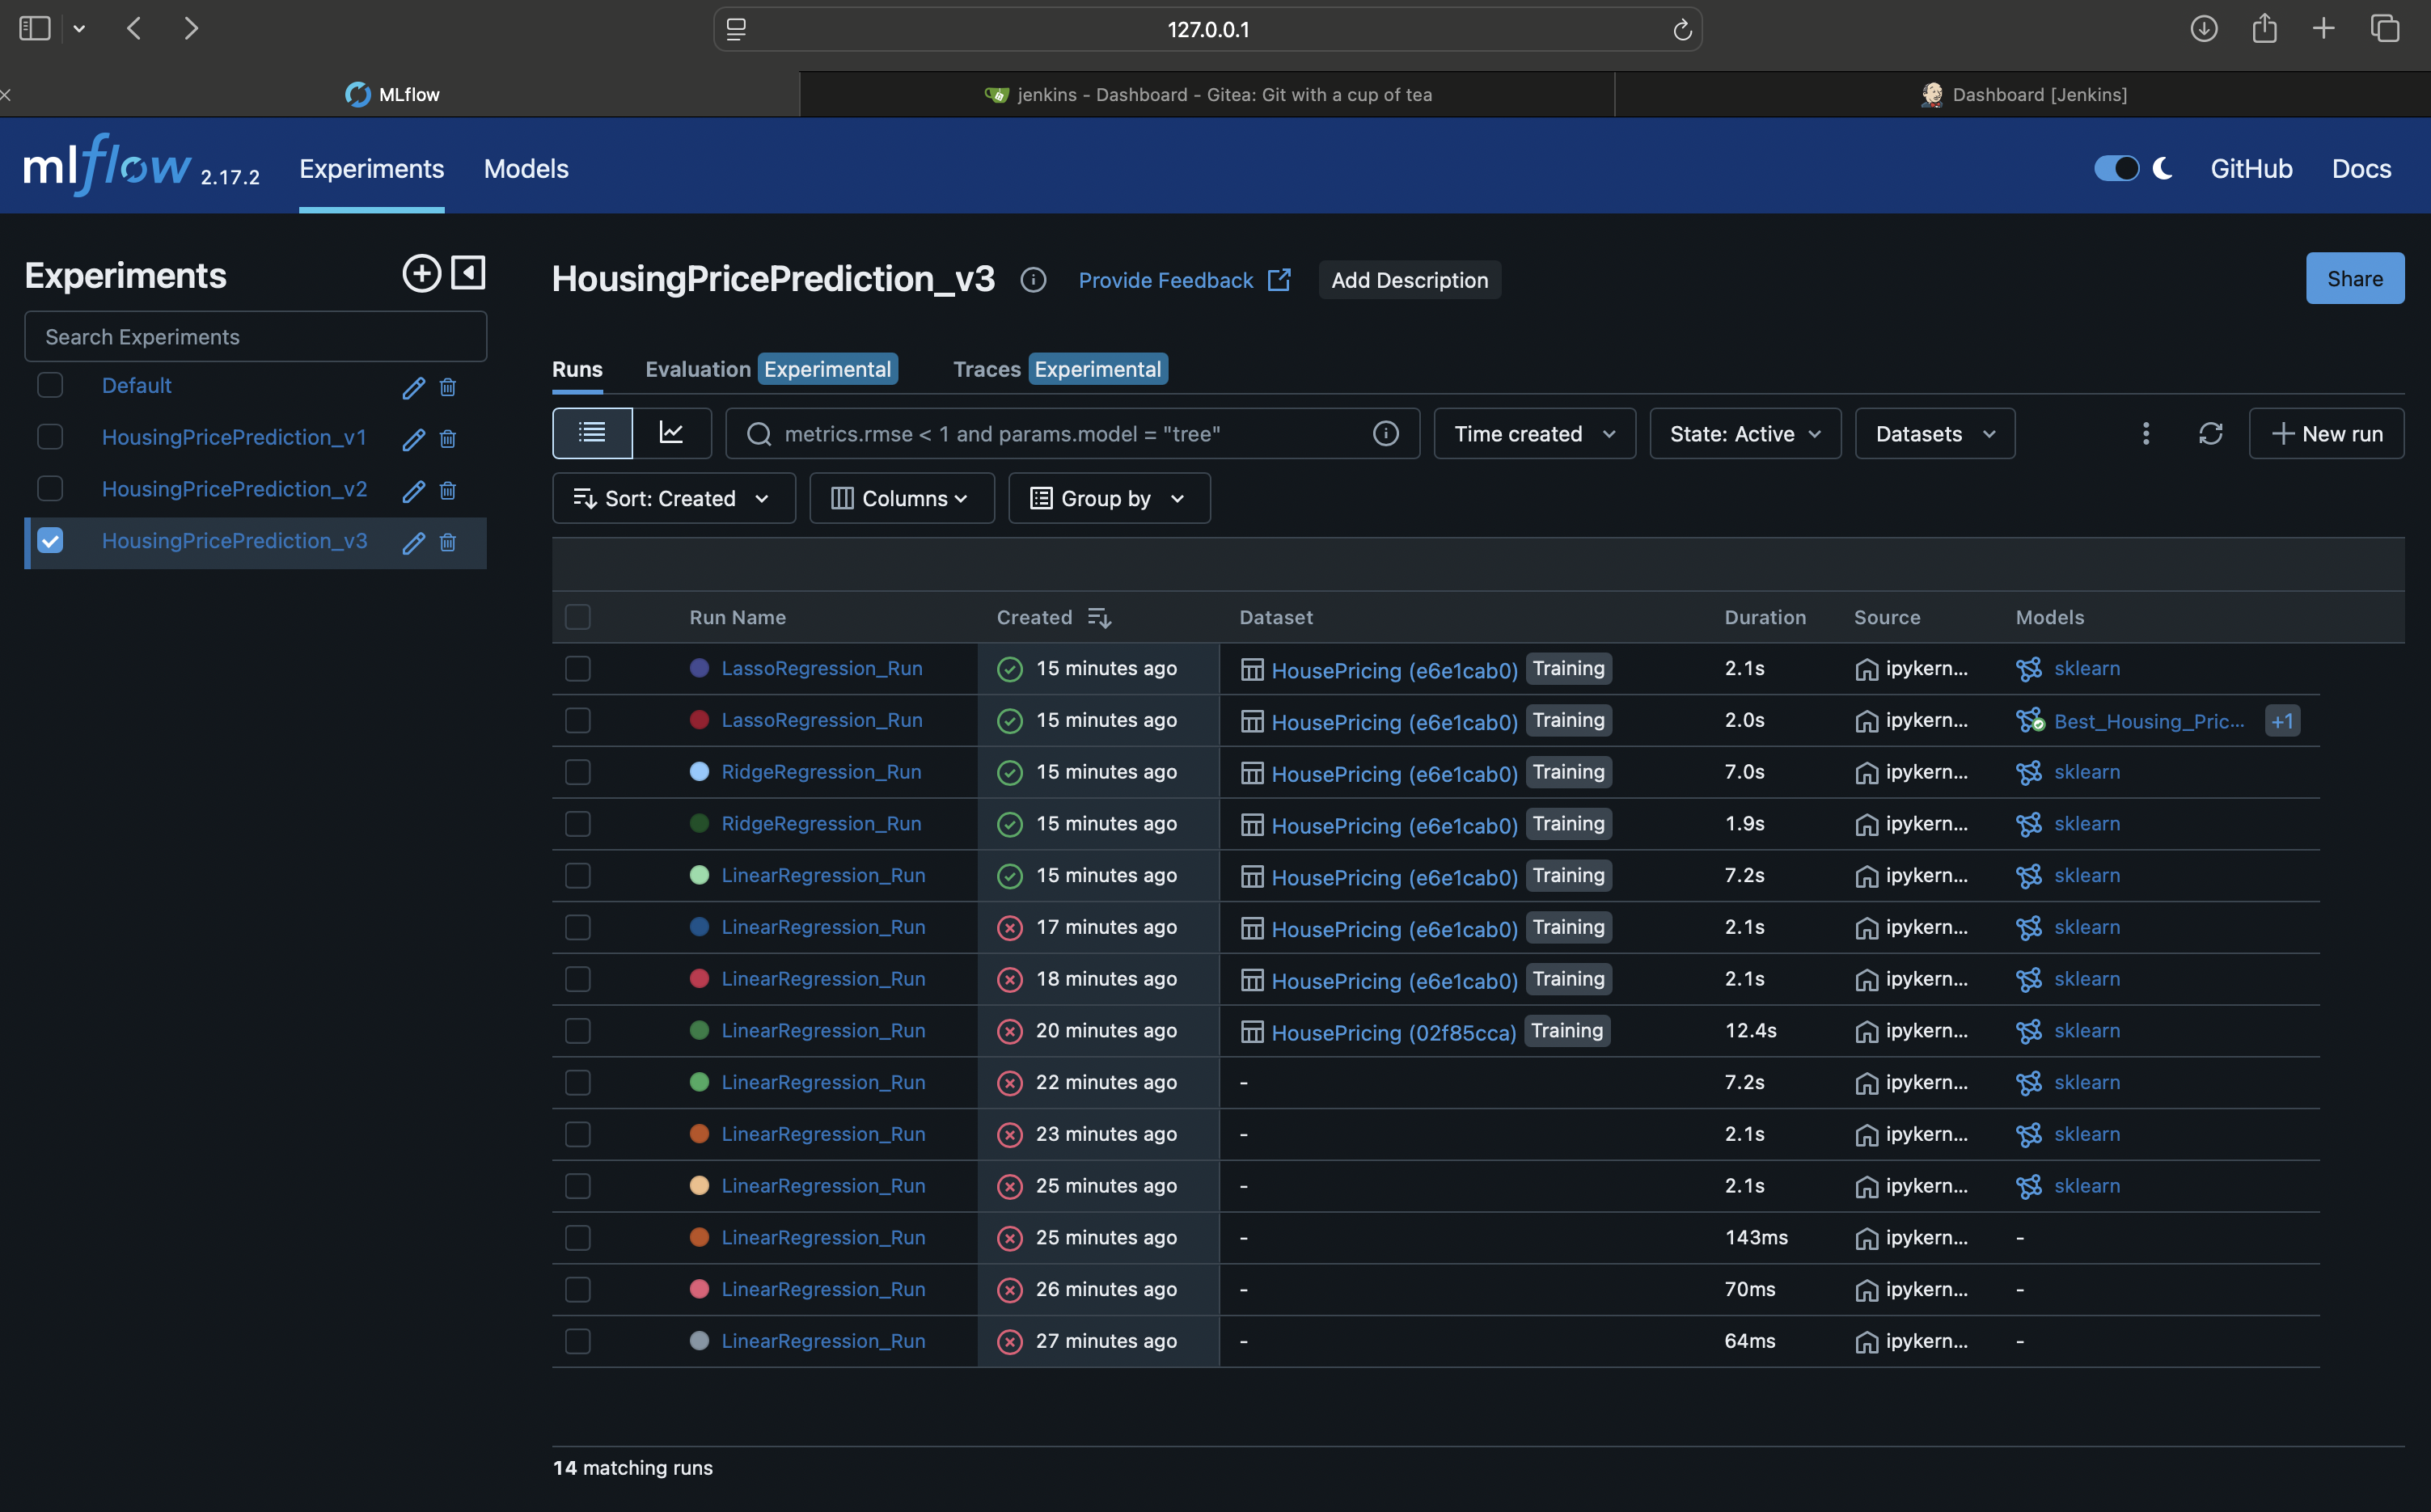 127.0.0.1
MLflow
jenkins - Dashboard - Gitea: Git with a cup of tea
Dashboard [Jenkins]
mlflow 2.17.2 Experiments Models GitHub Docs
Experiments
Search Experiments
Default
HousingPricePrediction_v1
HousingPricePrediction_v2
HousingPricePrediction_v3
HousingPricePrediction_v3 Provide Feedback Add Description Share
Runs Evaluation Experimental Traces Experimental
metrics.rmse < 1 and params.model = "tree" Time created State: Active Datasets New run
Sort: Created Columns Group by
Run Name Created Dataset Duration Source Models
LassoRegression_Run 15 minutes ago HousePricing (e6e1cab0) Training 2.1s ipykern... sklearn
LassoRegression_Run 15 minutes ago HousePricing (e6e1cab0) Training 2.0s ipykern... Best_Housing_Pric... +1
RidgeRegression_Run 15 minutes ago HousePricing (e6e1cab0) Training 7.0s ipykern... sklearn
RidgeRegression_Run 15 minutes ago HousePricing (e6e1cab0) Training 1.9s ipykern... sklearn
LinearRegression_Run 15 minutes ago HousePricing (e6e1cab0) Training 7.2s ipykern... sklearn
LinearRegression_Run 17 minutes ago HousePricing (e6e1cab0) Training 2.1s ipykern... sklearn
LinearRegression_Run 18 minutes ago HousePricing (e6e1cab0) Training 2.1s ipykern... sklearn
LinearRegression_Run 20 minutes ago HousePricing (02f85cca) Training 12.4s ipykern... sklearn
LinearRegression_Run 22 minutes ago - 7.2s ipykern... sklearn
LinearRegression_Run 23 minutes ago - 2.1s ipykern... sklearn
LinearRegression_Run 25 minutes ago - 2.1s ipykern... sklearn
LinearRegression_Run 25 minutes ago - 143ms ipykern... -
LinearRegression_Run 26 minutes ago - 70ms ipykern... -
LinearRegression_Run 27 minutes ago - 64ms ipykern... -
14 matching runs